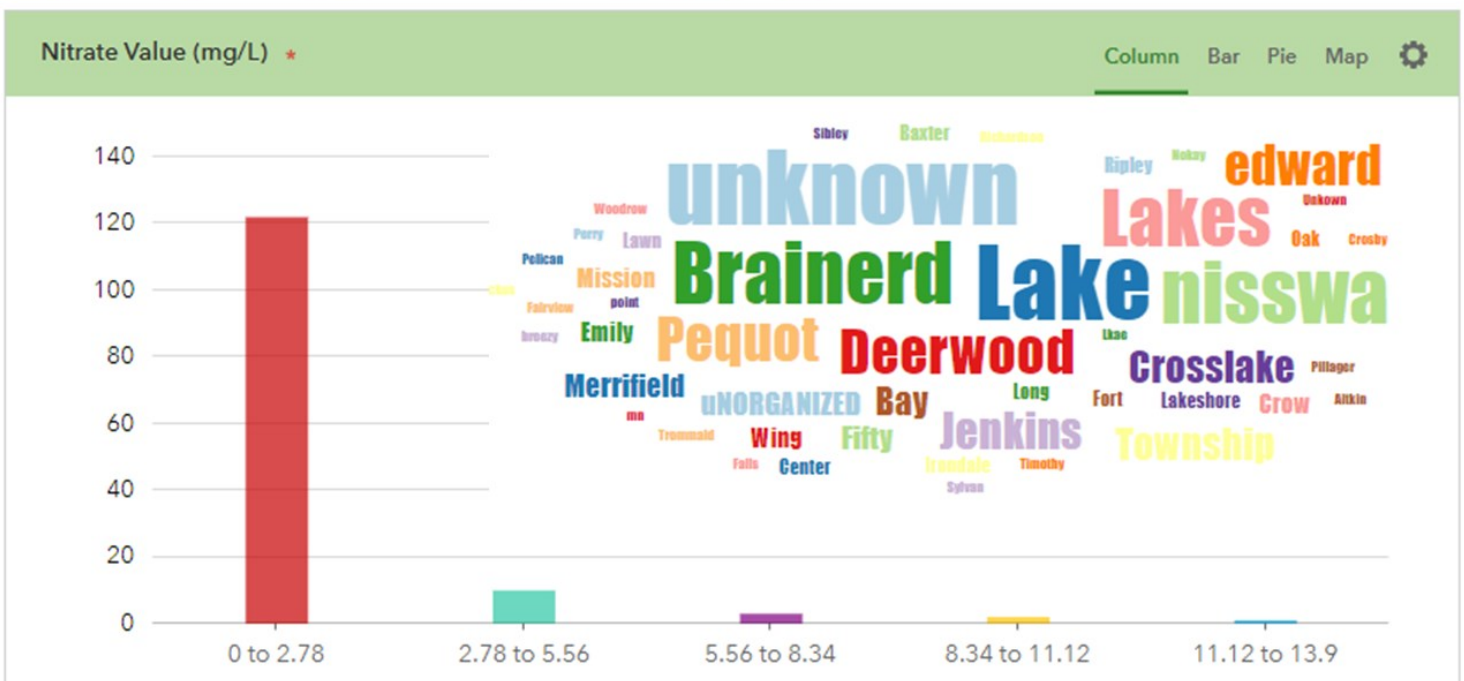 Nitrate Value (mg/L) *
Column Bar Pie Map
140
120
100
80
60
40
20
0
0 to 2.78 2.78 to 5.56 5.56 to 8.34 8.34 to 11.12 11.12 to 13.9
Sibley Baxter
unknown
Ripley Nokay edward
Woodrow Lakes Unkown
Perry Lawn Oak Crosby
Pelican Brainerd Lake nisswa
Mission
Fairview point
breezy Emily Pequot Deerwood Lkae
Crosslake Pillager
Merrifield uNORGANIZED Bay Long Fort Lakeshore Crow Aitkin
mn Jenkins
Trommald Wing Fifty Township
Falls Center Irondale Timothy
Sylvan